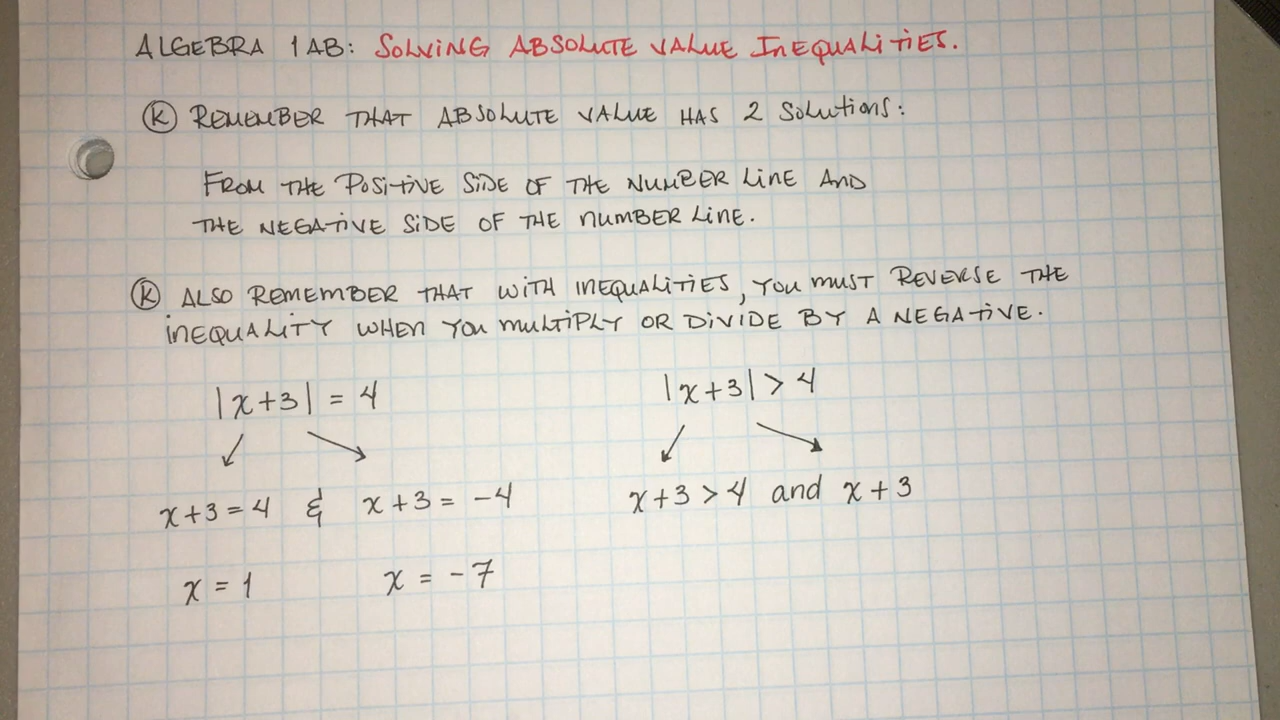 ALGEBRA 1AB: SOLVING ABSOLUTE VALUE INEQUALITIES.
Ⓚ REMEMBER THAT ABSOLUTE VALUE HAS 2 Solutions:
FROM THE POSITIVE SIDE OF THE NUMBER LINE AND
THE NEGATIVE SIDE OF THE NUMBER LINE.
Ⓚ ALSO REMEMBER THAT WITH INEQUALITIES, YOU MUST REVERSE THE
INEQUALITY WHEN YOU MULTIPLY OR DIVIDE BY A NEGATIVE.
|x+3| = 4 |x+3| > 4
x+3 = 4 & x+3 = -4 x+3 > 4 and x+3
x = 1 x = -7